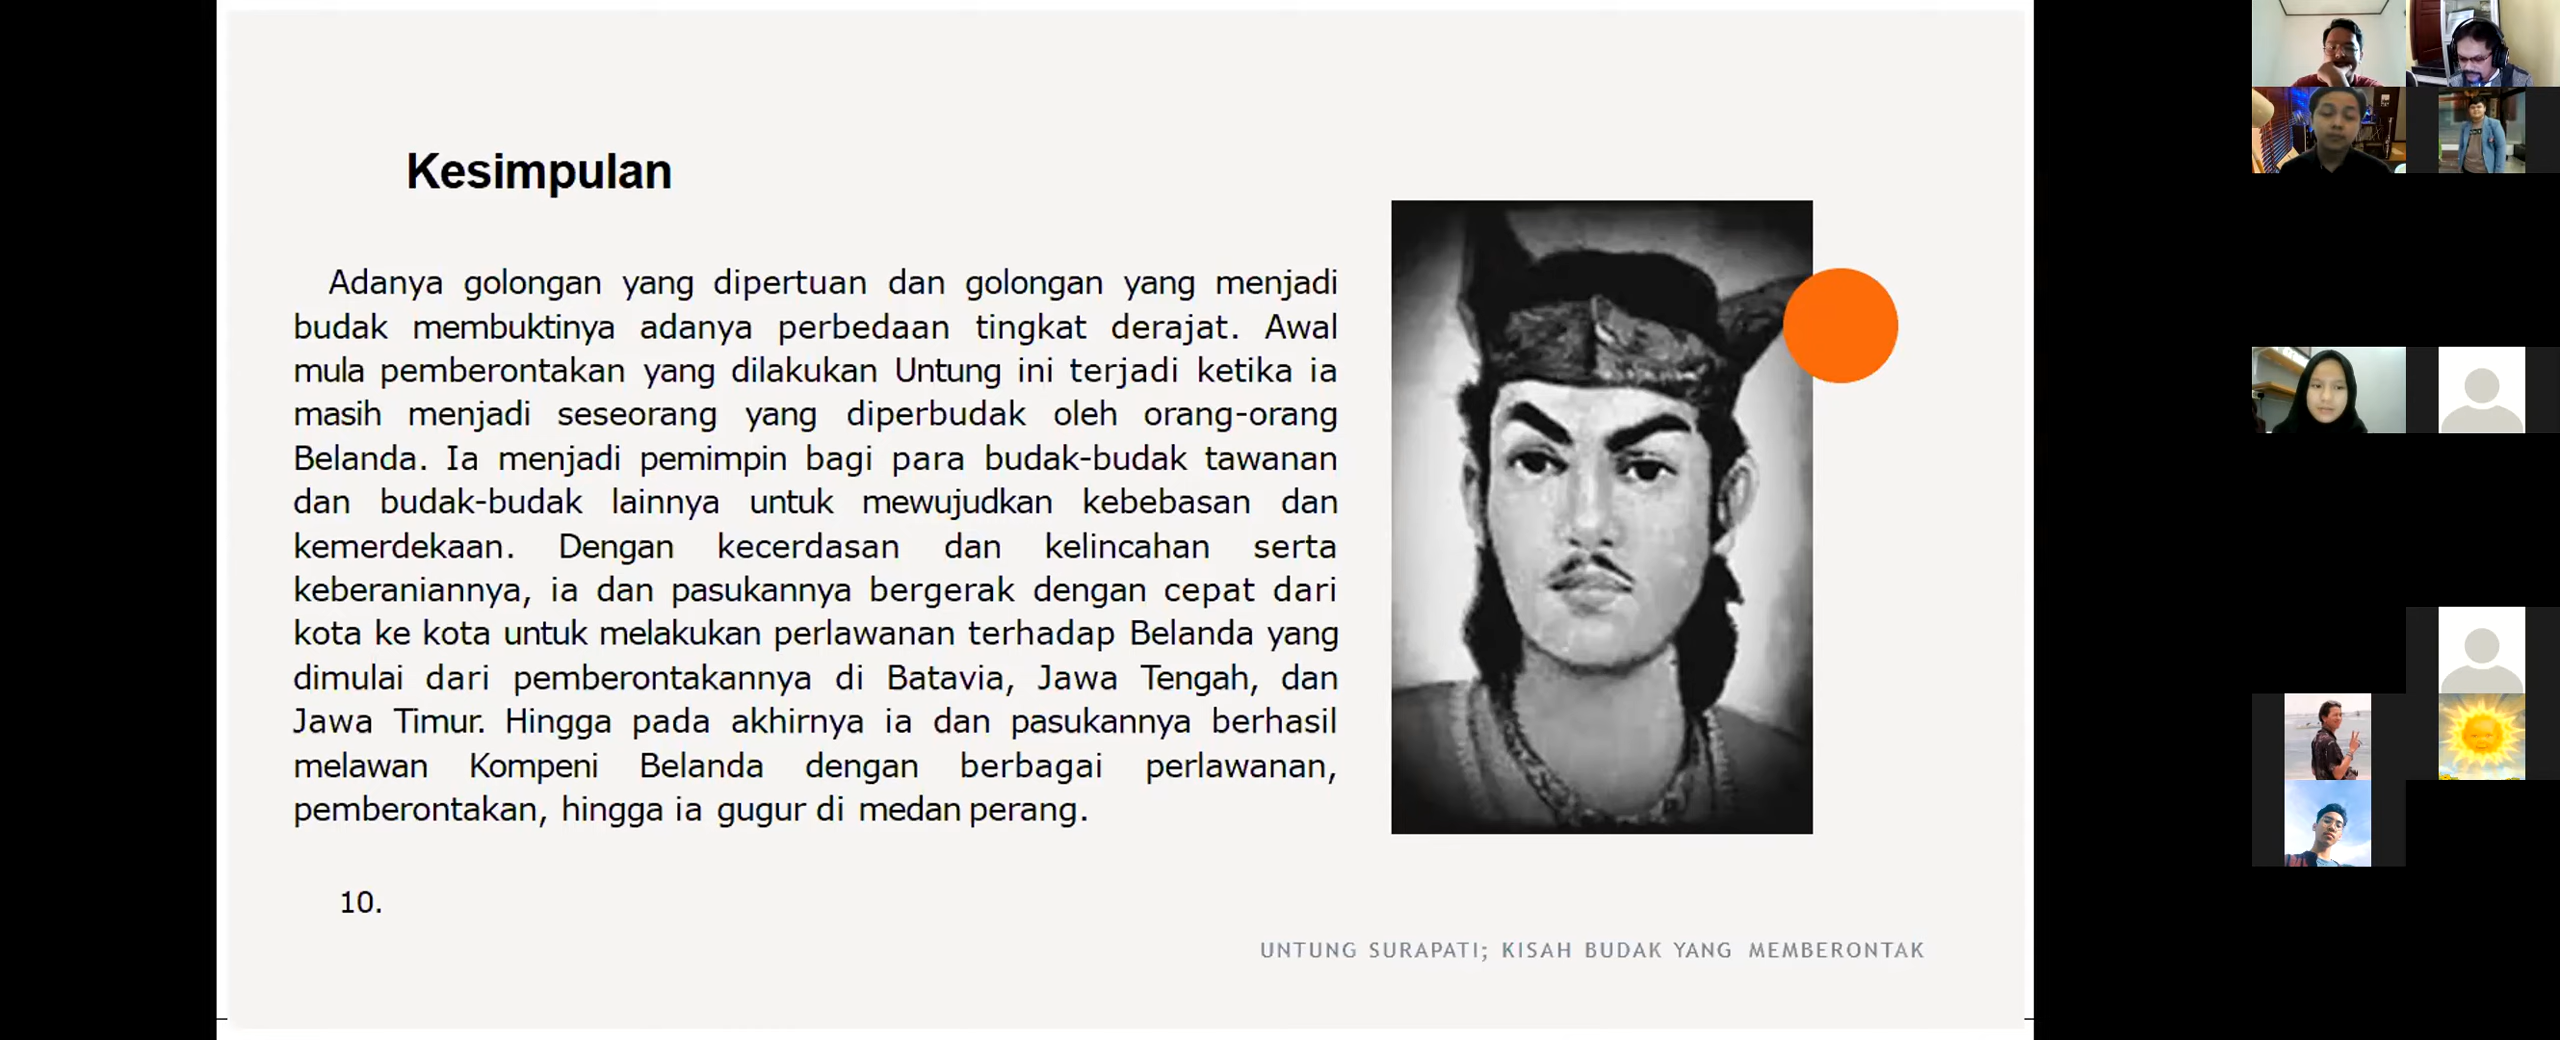 Kesimpulan
Adanya golongan yang dipertuan dan golongan yang menjadi
budak membuktinya adanya perbedaan tingkat derajat. Awal
mula pemberontakan yang dilakukan Untung ini terjadi ketika ia
masih menjadi seseorang yang diperbudak oleh orang-orang
Belanda. Ia menjadi pemimpin bagi para budak-budak tawanan
dan budak-budak lainnya untuk mewujudkan kebebasan dan
kemerdekaan. Dengan kecerdasan dan kelincahan serta
keberaniannya, ia dan pasukannya bergerak dengan cepat dari
kota ke kota untuk melakukan perlawanan terhadap Belanda yang
dimulai dari pemberontakannya di Batavia, Jawa Tengah, dan
Jawa Timur. Hingga pada akhirnya ia dan pasukannya berhasil
melawan Kompeni Belanda dengan berbagai perlawanan,
pemberontakan, hingga ia gugur di medan perang.
10.
UNTUNG SURAPATI; KISAH BUDAK YANG MEMBERONTAK